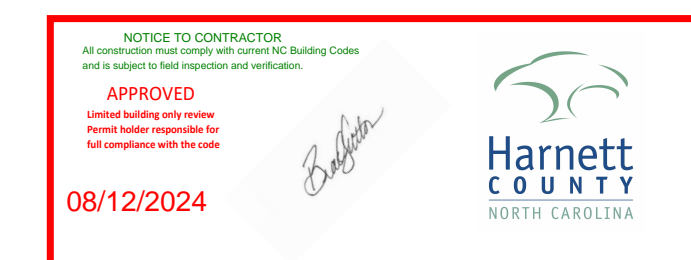 NOTICE TO CONTRACTOR
All construction must comply with current NC Building Codes
and is subject to field inspection and verification.
APPROVED
Limited building only review
Permit holder responsible for
full compliance with the code
08/12/2024
Brad Sutton
Harnett
COUNTY
NORTH CAROLINA